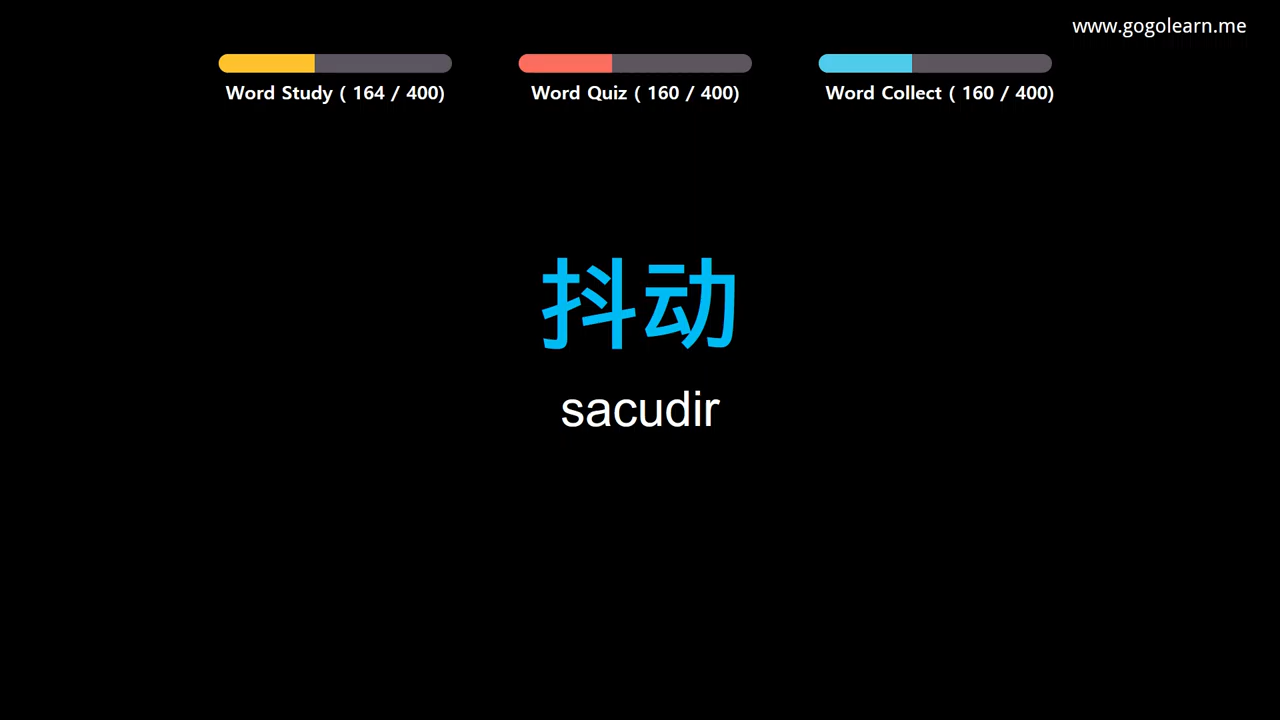 www.gogolearn.me
Word Study ( 164 / 400)
Word Quiz ( 160 / 400)
Word Collect ( 160 / 400)
抖动
sacudir